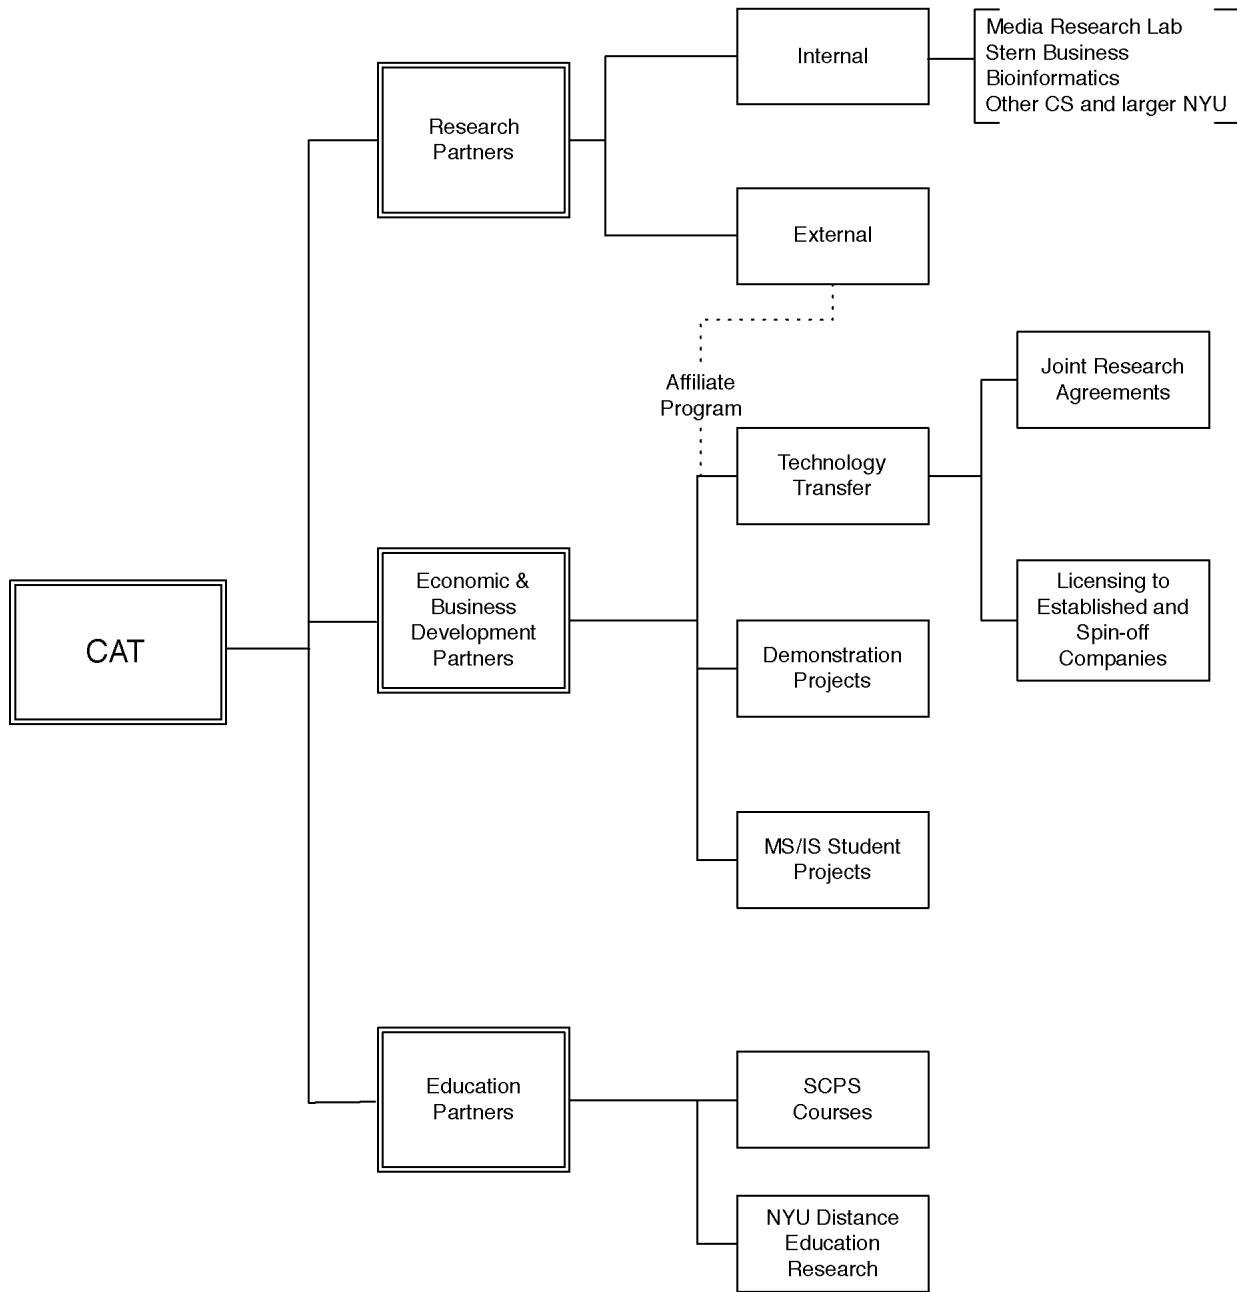 Research
Partners
Internal
Media Research Lab
Stern Business
Bioinformatics
Other CS and larger NYU
External
Affiliate
Program
Joint Research
Agreements
Technology
Transfer
Licensing to
Established and
Spin-off
Companies
CAT
Economic &
Business
Development
Partners
Demonstration
Projects
MS/IS Student
Projects
Education
Partners
SCPS
Courses
NYU Distance
Education
Research